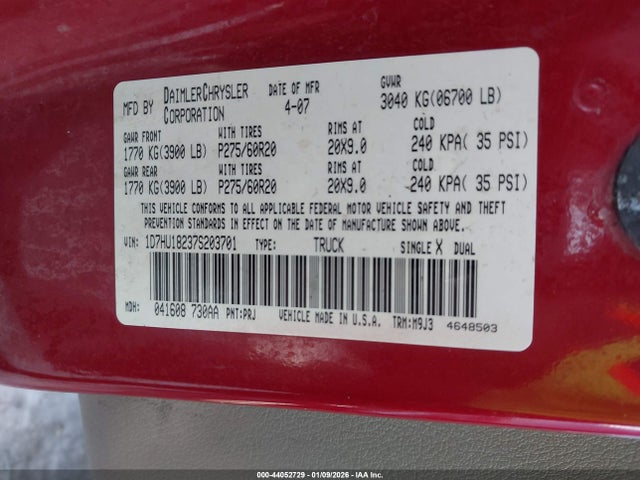 MFD BY DAIMLERCHRYSLER CORPORATION DATE OF MFR 4-07 GVWR 3040 KG(06700 LB)
GAWR FRONT WITH TIRES RIMS AT COLD
1770 KG(3900 LB) P275/60R20 20X9.0 240 KPA( 35 PSI)
GAWR REAR WITH TIRES RIMS AT COLD
1770 KG(3900 LB) P275/60R20 20X9.0 240 KPA( 35 PSI)
THIS VEHICLE CONFORMS TO ALL APPLICABLE FEDERAL MOTOR VEHICLE SAFETY AND THEFT
PREVENTION STANDARDS IN EFFECT ON THE DATE OF MANUFACTURE SHOWN ABOVE
VIN: 1D7HU18237S203701 TYPE: TRUCK SINGLE X DUAL
MDH: 041608 730AA PNT:PRJ VEHICLE MADE IN U.S.A. TRM:M9J3 4648503
000-44052729 - 01/09/2026 - IAA Inc.